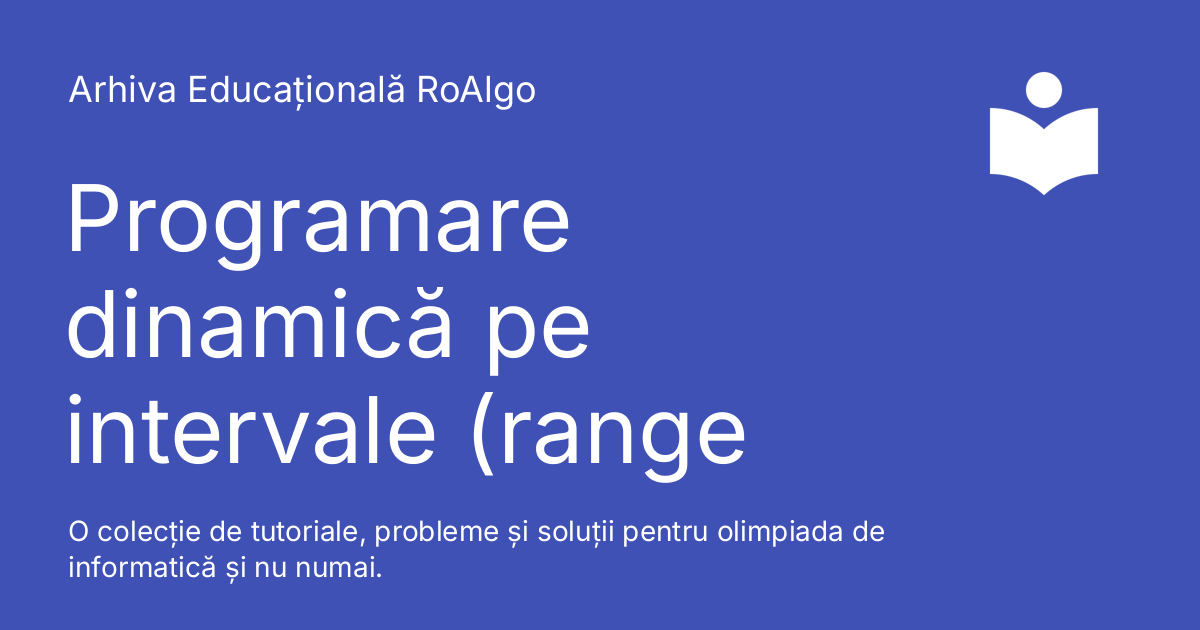 Arhiva Educațională RoAlgo
Programare
dinamică pe
intervale (range
O colecție de tutoriale, probleme și soluții pentru olimpiada de
informatică și nu numai.